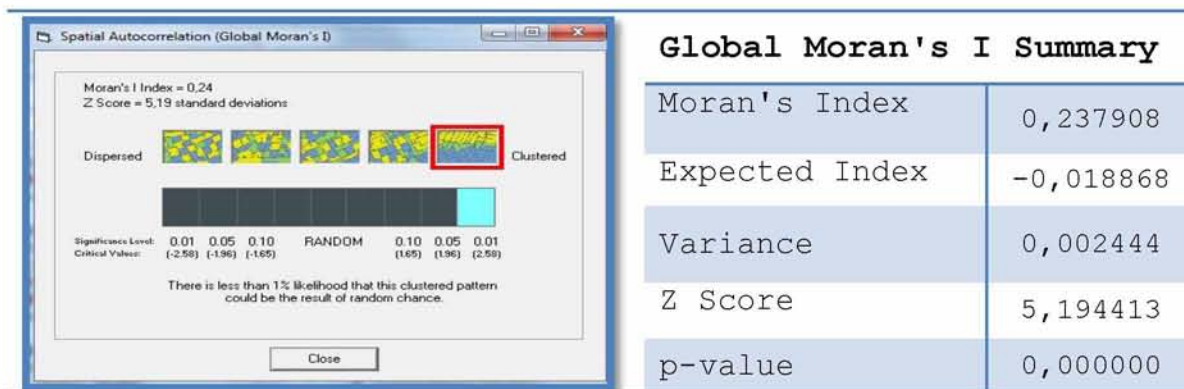 Spatial Autocorrelation (Global Moran's I)
Moran's I Index = 0,24
Z Score = 5,19 standard deviations
Dispersed
Clustered
Significance Level: 0.01 0.05 0.10 RANDOM 0.10 0.05 0.01
Critical Values: (-2.58) (-1.96) (-1.65) (1.65) (1.96) (2.58)
There is less than 1% likelihood that this clustered pattern
could be the result of random chance.
Close
Global Moran's I Summary
Moran's Index 0,237908
Expected Index -0,018868
Variance 0,002444
Z Score 5,194413
p-value 0,000000